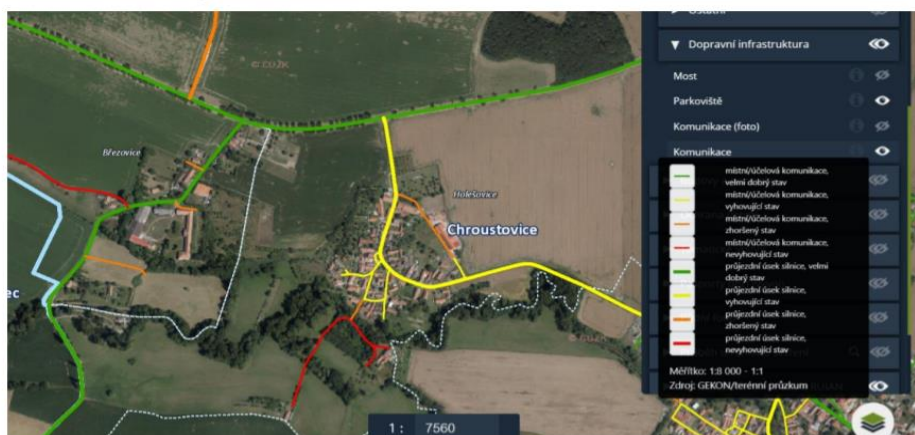 Ostatní
Dopravní infrastruktura
Most
Parkoviště
Komunikace (foto)
Komunikace
místní/účelová komunikace,
velmi dobrý stav
místní/účelová komunikace,
vyhovující stav
místní/účelová komunikace,
zhoršený stav
místní/účelová komunikace,
nevyhovující stav
průjezdní úsek silnice, velmi
dobrý stav
průjezdní úsek silnice,
vyhovující stav
průjezdní úsek silnice,
zhoršený stav
průjezdní úsek silnice,
nevyhovující stav
Měřítko: 1:8 000 - 1:1
Zdroj: GEKON/terénní průzkum
© ČÚZK
Březovice
Holešovice
Chroustovice
ec
© ČÚZK
1 : 7560